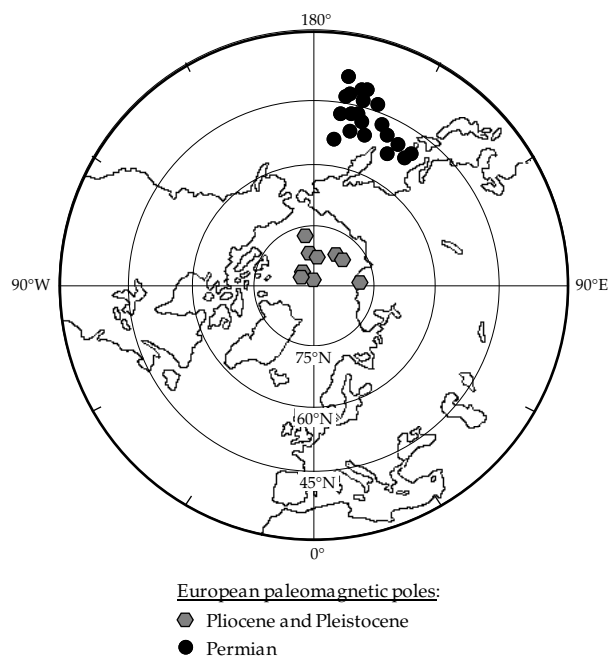 180°
90°W
90°E
75°N
60°N
45°N
0°
European paleomagnetic poles:
Pliocene and Pleistocene
Permian